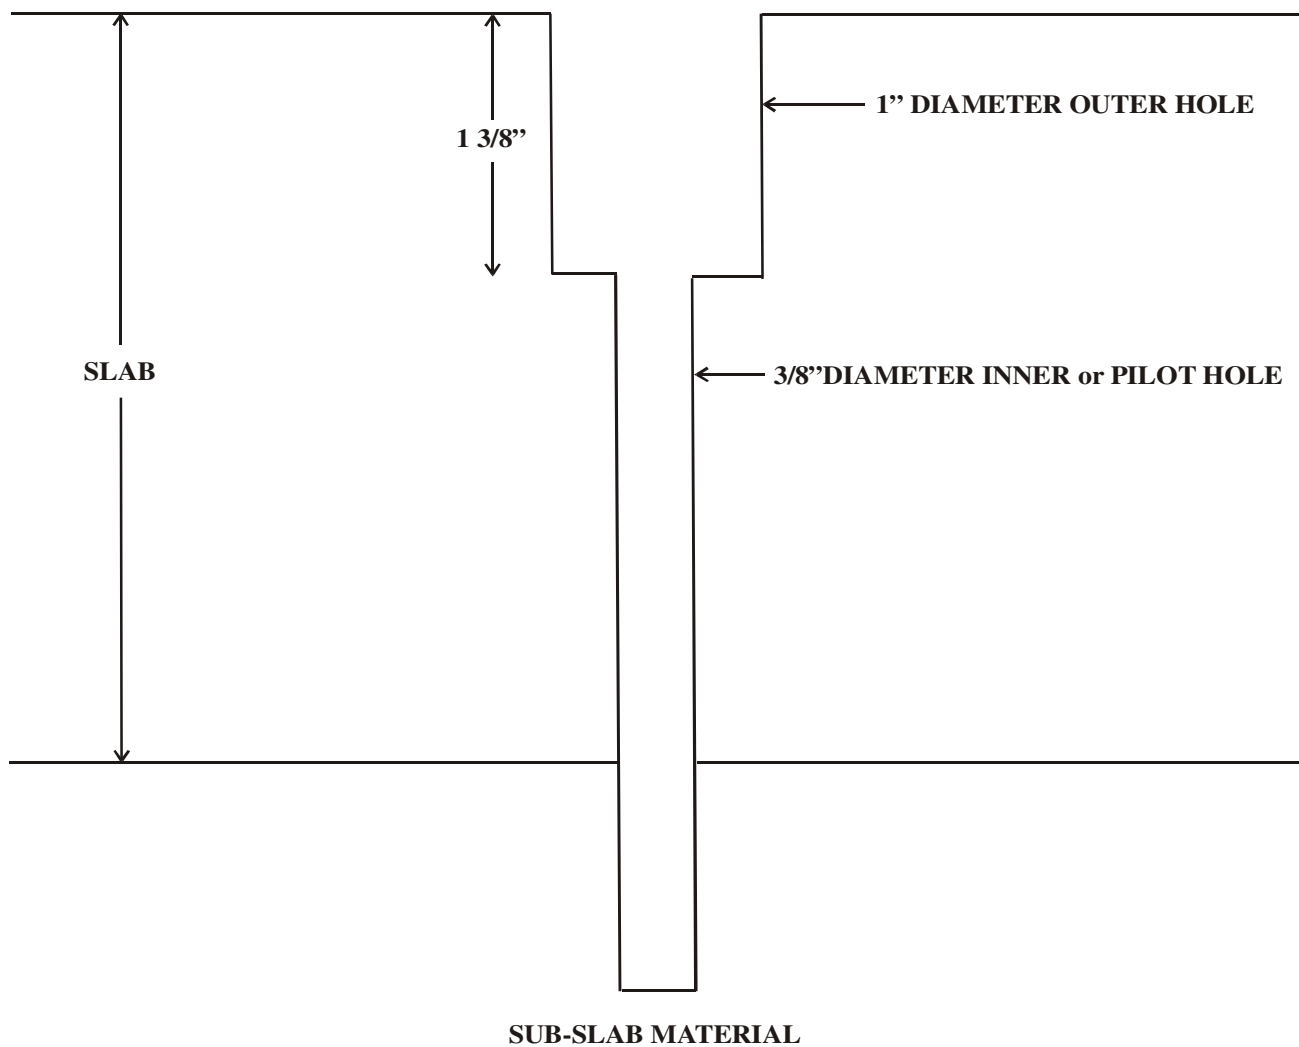 1” DIAMETER OUTER HOLE
1 3/8”
SLAB
3/8”DIAMETER INNER or PILOT HOLE
SUB-SLAB MATERIAL